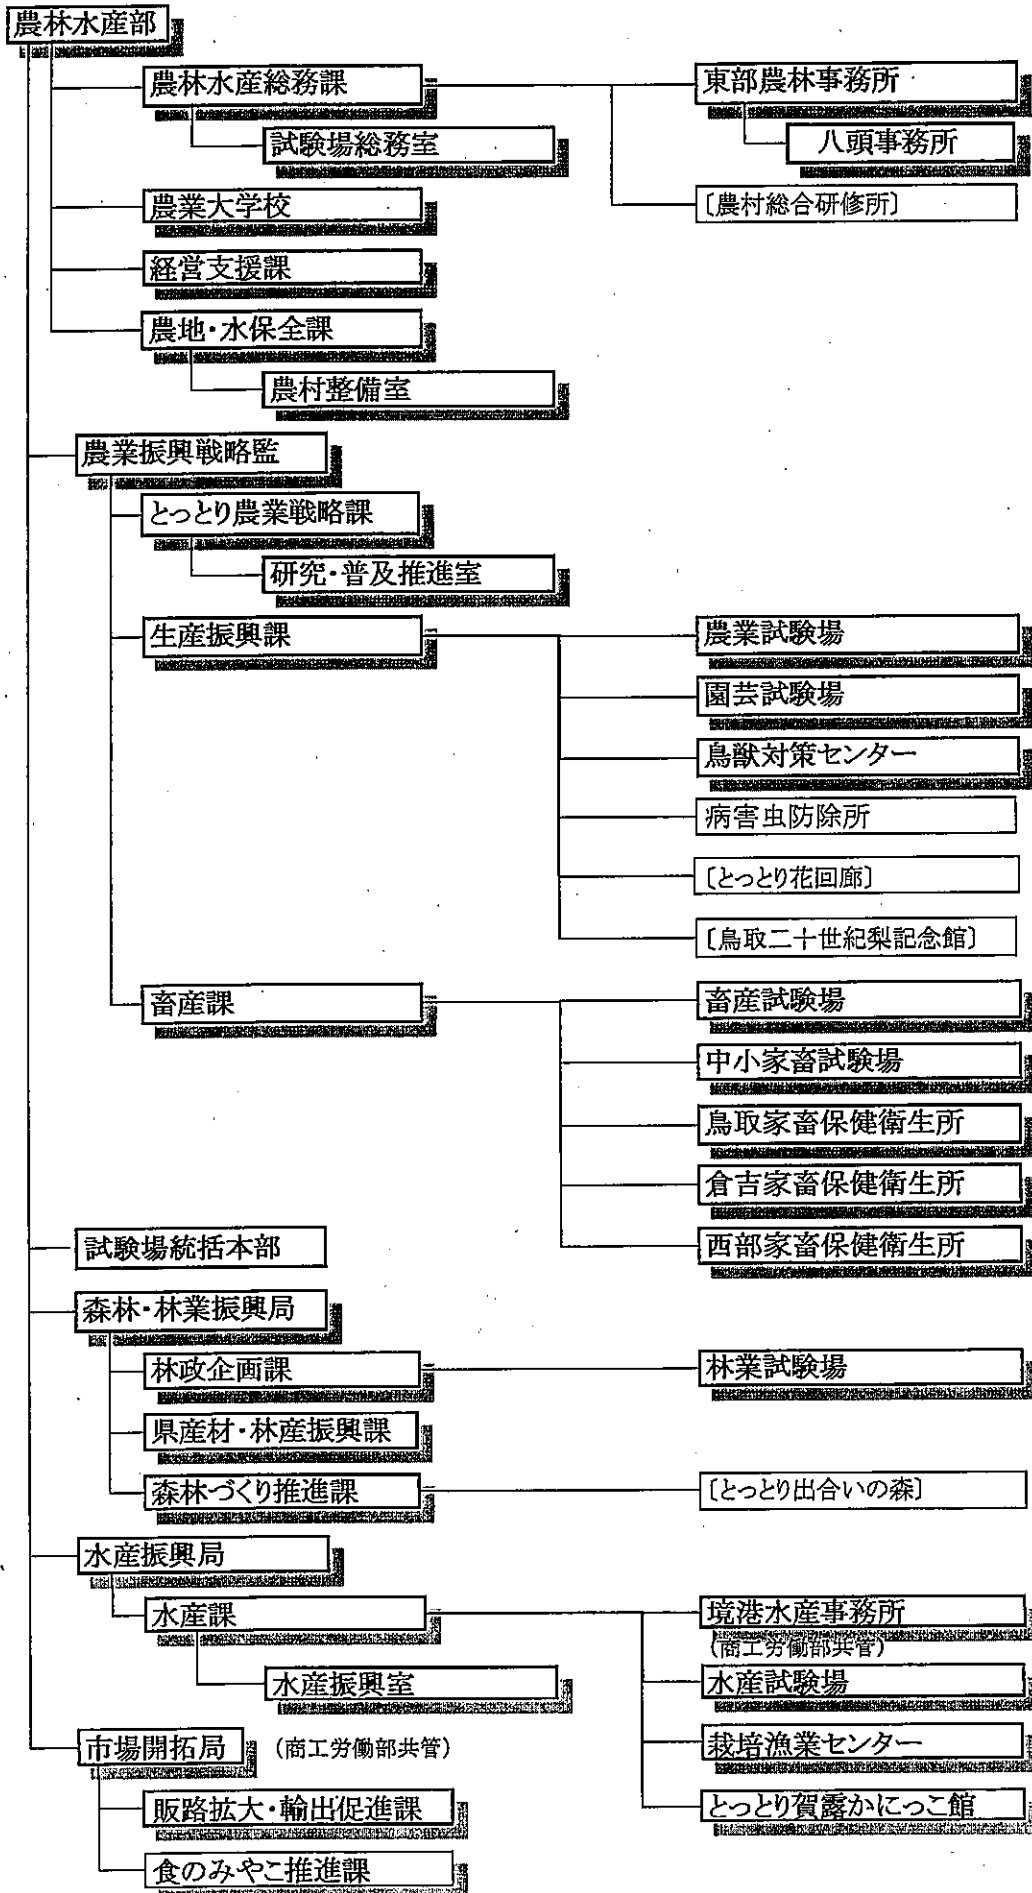 農林水産部
農林水産総務課
東部農林事務所
試験場総務室
八頭事務所
農業大学校
〔農村総合研修所〕
経営支援課
農地・水保全課
農村整備室
農業振興戦略監
とっとり農業戦略課
研究・普及推進室
生産振興課
農業試験場
園芸試験場
鳥獣対策センター
病害虫防除所
〔とっとり花回廊〕
〔鳥取二十世紀梨記念館〕
畜産課
畜産試験場
中小家畜試験場
鳥取家畜保健衛生所
倉吉家畜保健衛生所
西部家畜保健衛生所
試験場統括本部
森林・林業振興局
林政企画課
林業試験場
県産材・林産振興課
森林づくり推進課
〔とっとり出合いの森〕
水産振興局
水産課
境港水産事務所
(商工労働部共管)
水産振興室
水産試験場
市場開拓局 (商工労働部共管)
栽培漁業センター
販路拡大・輸出促進課
とっとり賀露かにっこ館
食のみやこ推進課